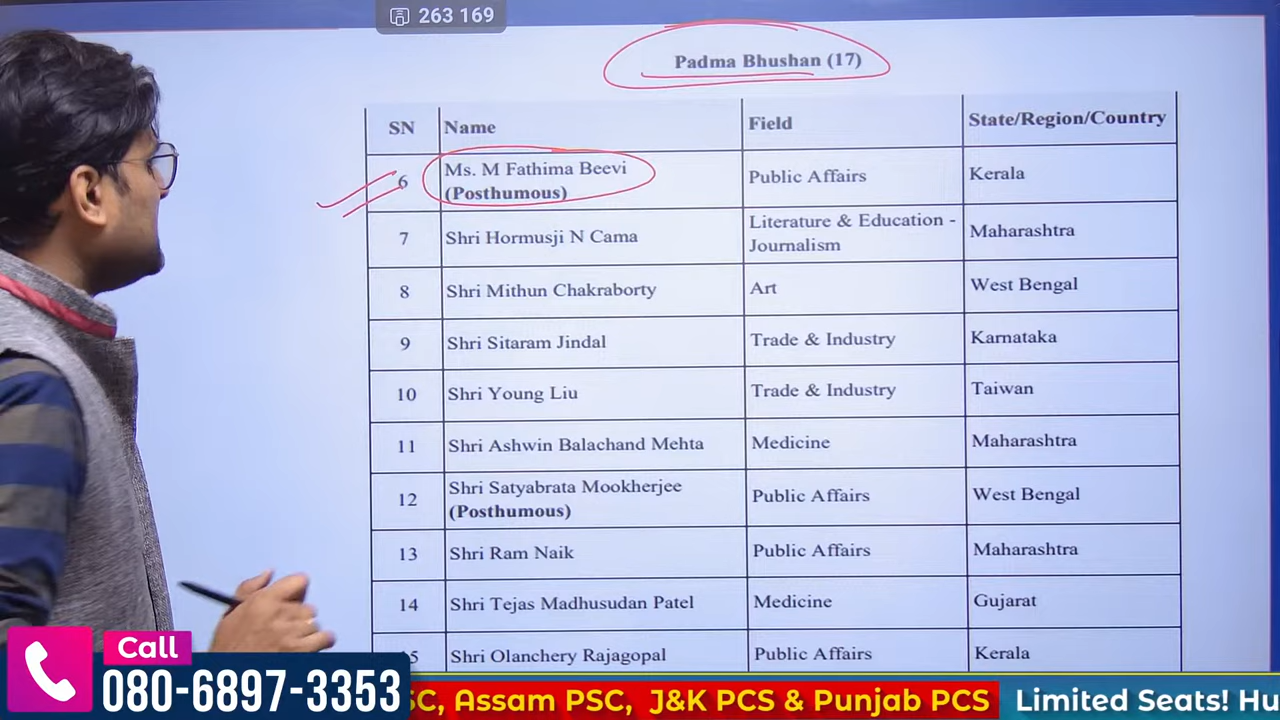 263 169
Padma Bhushan (17)
SN Name Field State/Region/Country
6 Ms. M Fathima Beevi (Posthumous) Public Affairs Kerala
7 Shri Hormusji N Cama Literature & Education - Journalism Maharashtra
8 Shri Mithun Chakraborty Art West Bengal
9 Shri Sitaram Jindal Trade & Industry Karnataka
10 Shri Young Liu Trade & Industry Taiwan
11 Shri Ashwin Balachand Mehta Medicine Maharashtra
12 Shri Satyabrata Mookherjee (Posthumous) Public Affairs West Bengal
13 Shri Ram Naik Public Affairs Maharashtra
14 Shri Tejas Madhusudan Patel Medicine Gujarat
5 Shri Olanchery Rajagopal Public Affairs Kerala
Call
080-6897-3353
SC, Assam PSC, J&K PCS & Punjab PCS Limited Seats! Hu